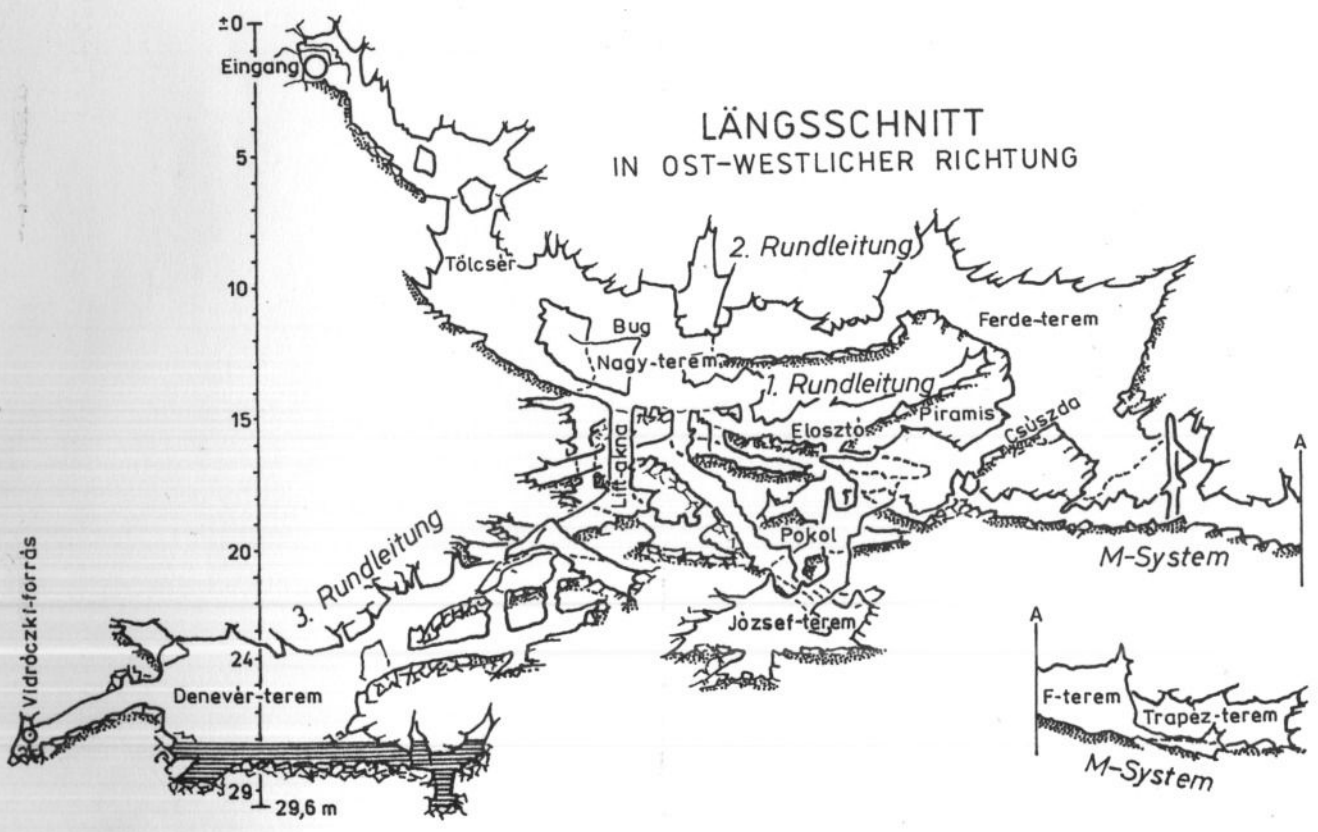 ±0
Eingang
LÄNGSSCHNITT
IN OST-WESTLICHER RICHTUNG
5
2. Rundleitung
Tölcsér
10
Ferde-terem
Bug
Nagy-terem
1. Rundleitung
15
Piramis
Elosztó
Csúszda
A
Lift-akna
Pokol
20
M-System
3. Rundleitung
Vidróczki-forrás
József-terem
A
24
Denevér-terem
F-terem
Trapéz-terem
M-System
29
29,6 m